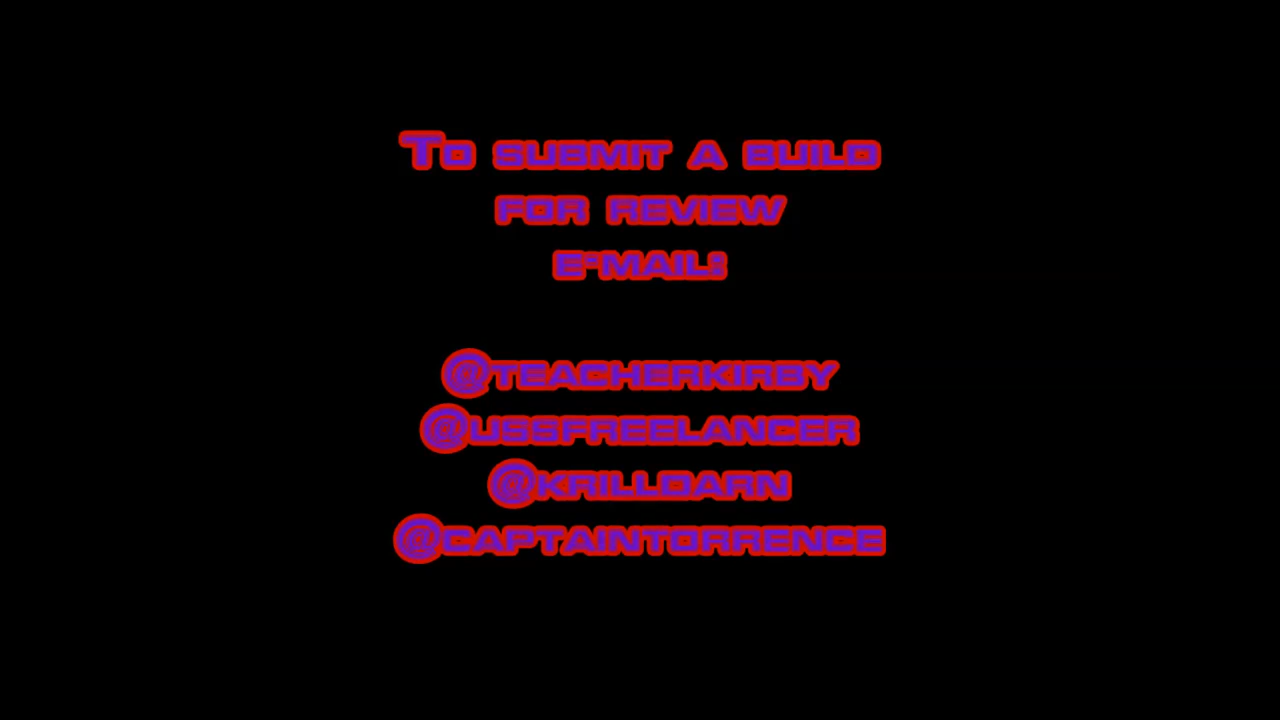 To submit a build
for review
e-mail:
@teacherkirby
@ussfreelancer
@krilldarn
@captaintorrence